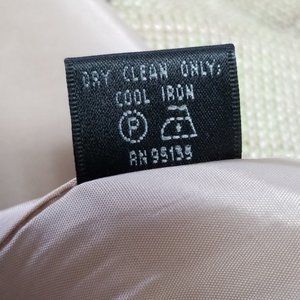 DRY CLEAN ONLY;
COOL IRON
P
RN 95135